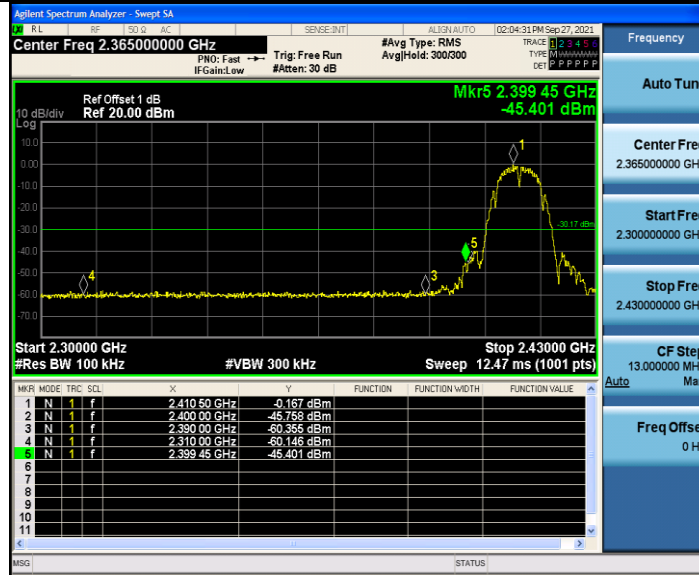 Agilent Spectrum Analyzer - Swept SA
RL RF 50 Ω AC SENSE:INT ALIGN AUTO 02:04:31 PM Sep 27, 2021
Center Freq 2.365000000 GHz
PNO: Fast
IFGain:Low
Trig: Free Run
#Atten: 30 dB
#Avg Type: RMS
Avg|Hold: 300/300
TRACE 1 2 3 4 5 6
TYPE M
DET P P P P P P
Mkr5 2.399 45 GHz
-45.401 dBm
Ref Offset 1 dB
10 dB/div Ref 20.00 dBm
Log
10.0
0.00
-10.0
-20.0
-30.0
-40.0
-50.0
-60.0
-70.0
1
-30.17 dBm
5
4
3
Start 2.30000 GHz Stop 2.43000 GHz
#Res BW 100 kHz #VBW 300 kHz Sweep 12.47 ms (1001 pts)
MKR MODE TRC SCL X Y FUNCTION FUNCTION WIDTH FUNCTION VALUE
1 N 1 f 2.410 50 GHz -0.167 dBm
2 N 1 f 2.400 00 GHz -45.758 dBm
3 N 1 f 2.390 00 GHz -60.355 dBm
4 N 1 f 2.310 00 GHz -60.146 dBm
5 N 1 f 2.399 45 GHz -45.401 dBm
6
7
8
9
10
11
MSG STATUS
Frequency
Auto Tun
Center Fre
2.365000000 GH
Start Fre
2.300000000 GH
Stop Fre
2.430000000 GH
CF Ste
13.000000 MH
Auto Ma
Freq Offse
0 H